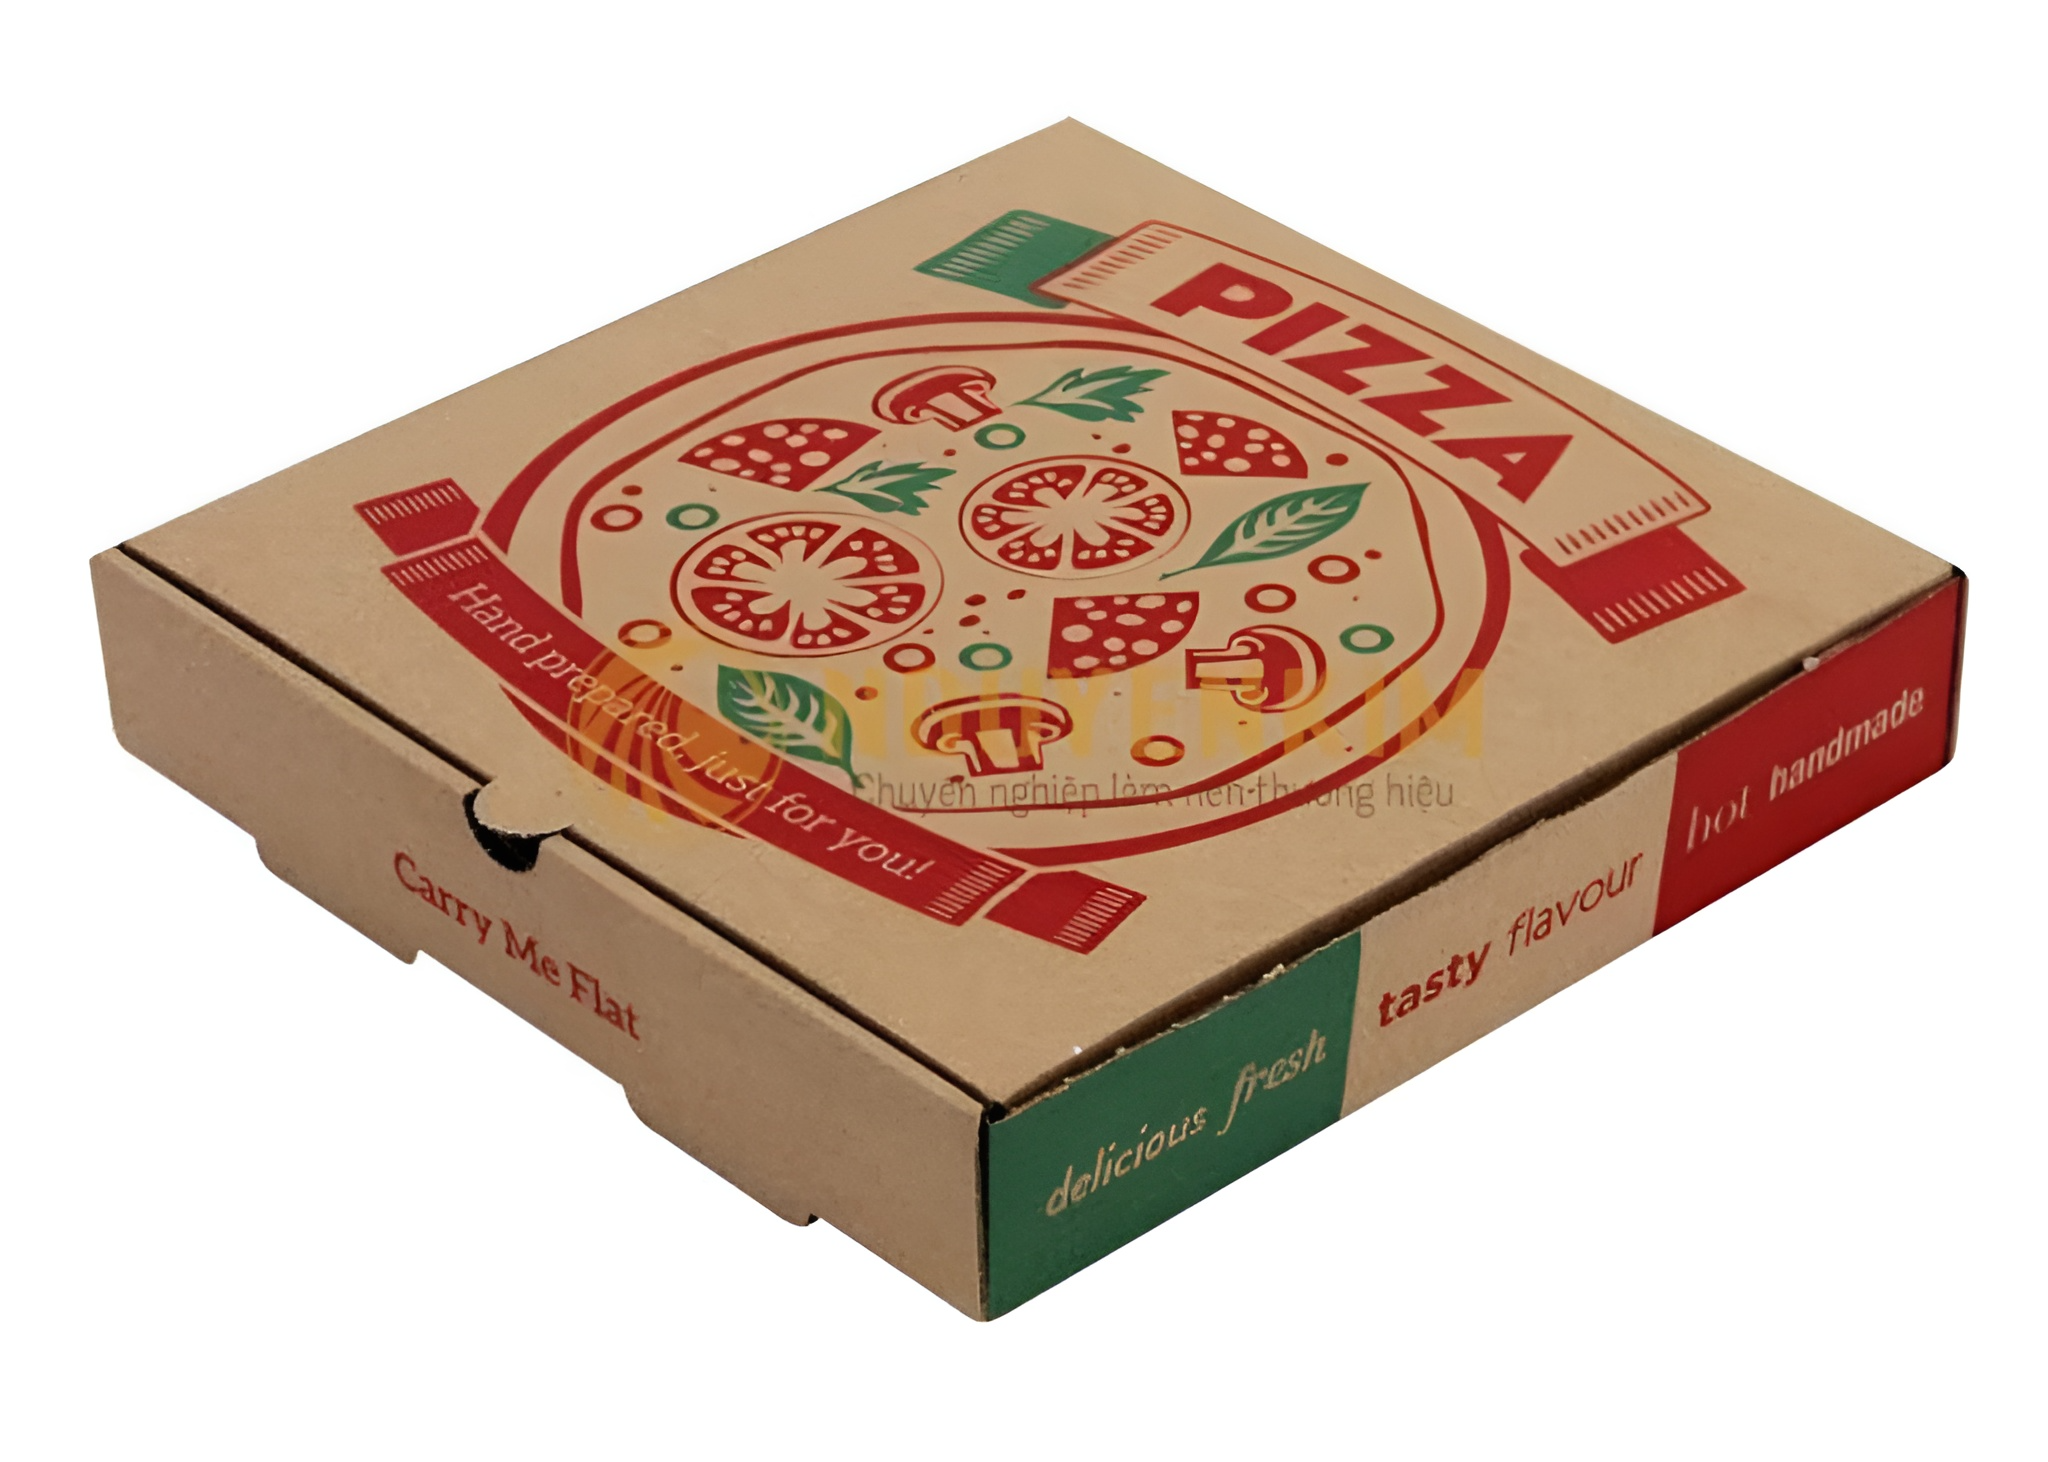 PIZZA
Hand prepared, just for you!
NGUYENKIM
Chuyên nghiệp làm nên thương hiệu
Carry Me Flat
delicious fresh
tasty flavour
hot handmade